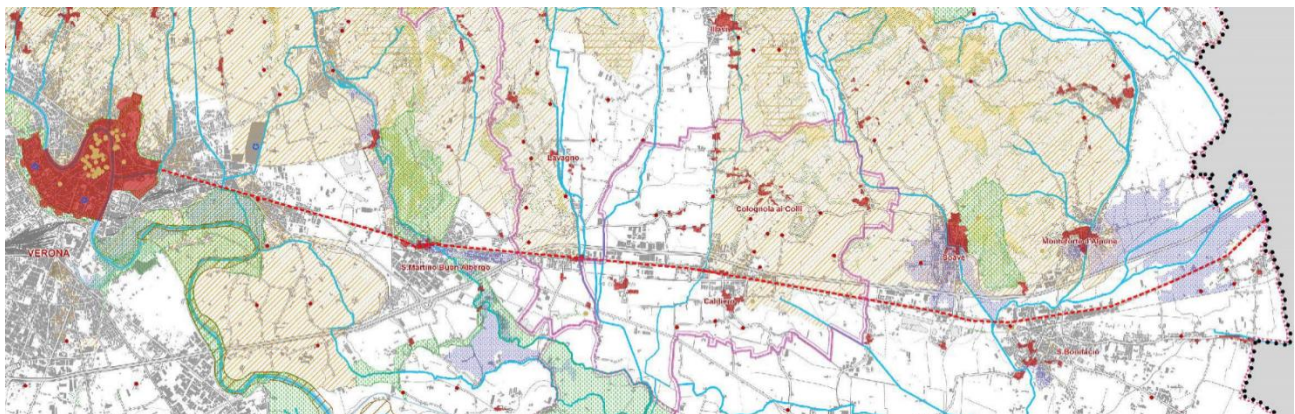 Illasi
Lavagno
Colognola ai Colli
VERONA
Monteforte d'Alpone
Soave
S.Martino Buon Albergo
Caldiero
S.Bonifacio